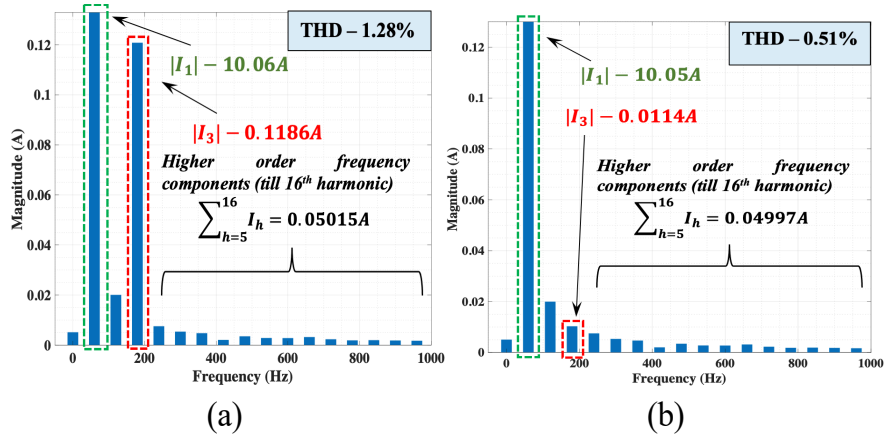 THD – 1.28%
|I₁| − 10.06A
|I₃| − 0.1186A
Higher order frequency
components (till 16th harmonic)
∑¹⁶ₕ₌₅ Iₕ = 0.05015A
Magnitude (A)
0.12
0.1
0.08
0.06
0.04
0.02
0
0 200 400 600 800 1000
Frequency (Hz)
(a)
THD – 0.51%
|I₁| − 10.05A
|I₃| − 0.0114A
Higher order frequency
components (till 16th harmonic)
∑¹⁶ₕ₌₅ Iₕ = 0.04997A
Magnitude (A)
0.12
0.1
0.08
0.06
0.04
0.02
0
0 200 400 600 800 1000
Frequency (Hz)
(b)